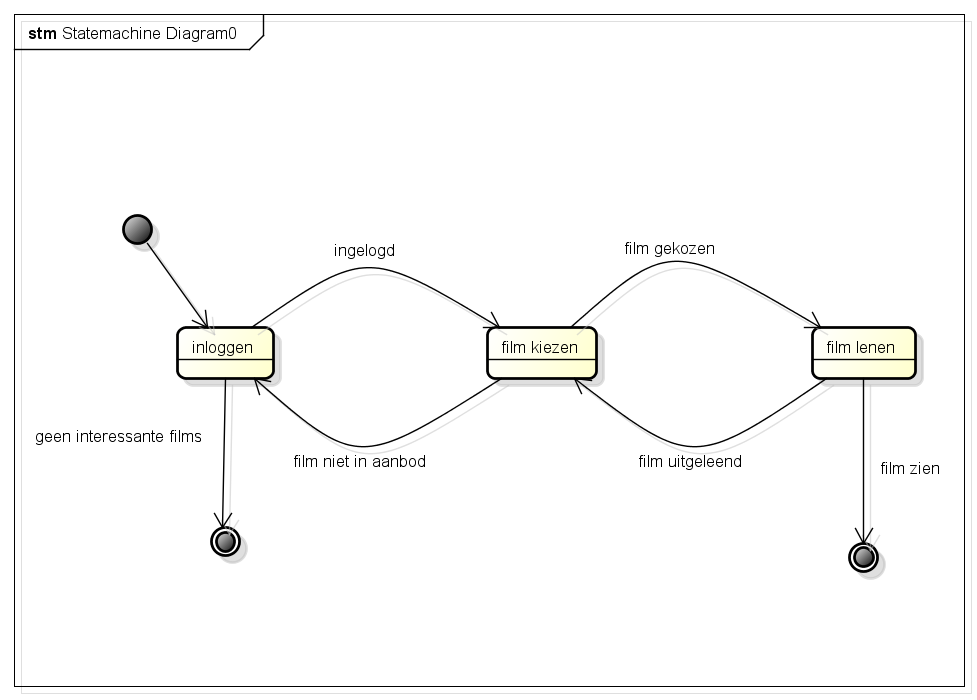 stm Statemachine Diagram0
ingelogd
film gekozen
inloggen
film kiezen
film lenen
geen interessante films
film niet in aanbod
film uitgeleend
film zien